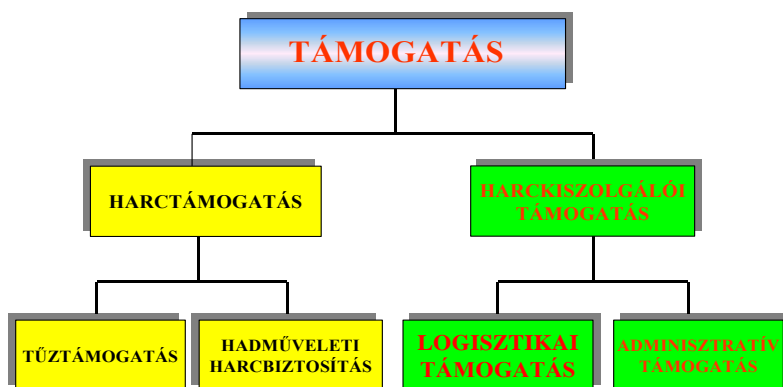 TÁMOGATÁS
HARCTÁMOGATÁS
HARCKISZOLGÁLÓI
TÁMOGATÁS
TŰZTÁMOGATÁS
HADMŰVELETI
HARCBIZTOSÍTÁS
LOGISZTIKAI
TÁMOGATÁS
ADMINISZTRATÍV
TÁMOGATÁS